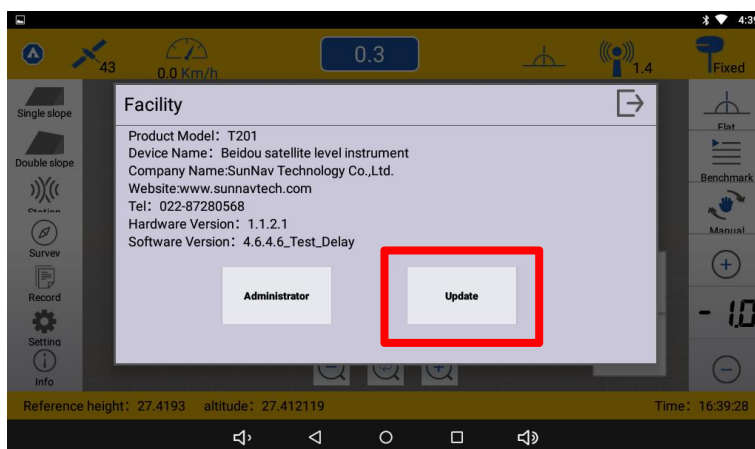 4:39
43
0.0 Km/h
0.3
1.4
Fixed
Single slope
Double slope
Station
Survey
Record
Setting
Info
Facility
Product Model： T201
Device Name： Beidou satellite level instrument
Company Name:SunNav Technology Co.,Ltd.
Website:www.sunnavtech.com
Tel： 022-87280568
Hardware Version： 1.1.2.1
Software Version： 4.6.4.6_Test_Delay
Administrator
Update
Flat
Benchmark
Manual
Reference height： 27.4193 altitude： 27.412119
Time： 16:39:28